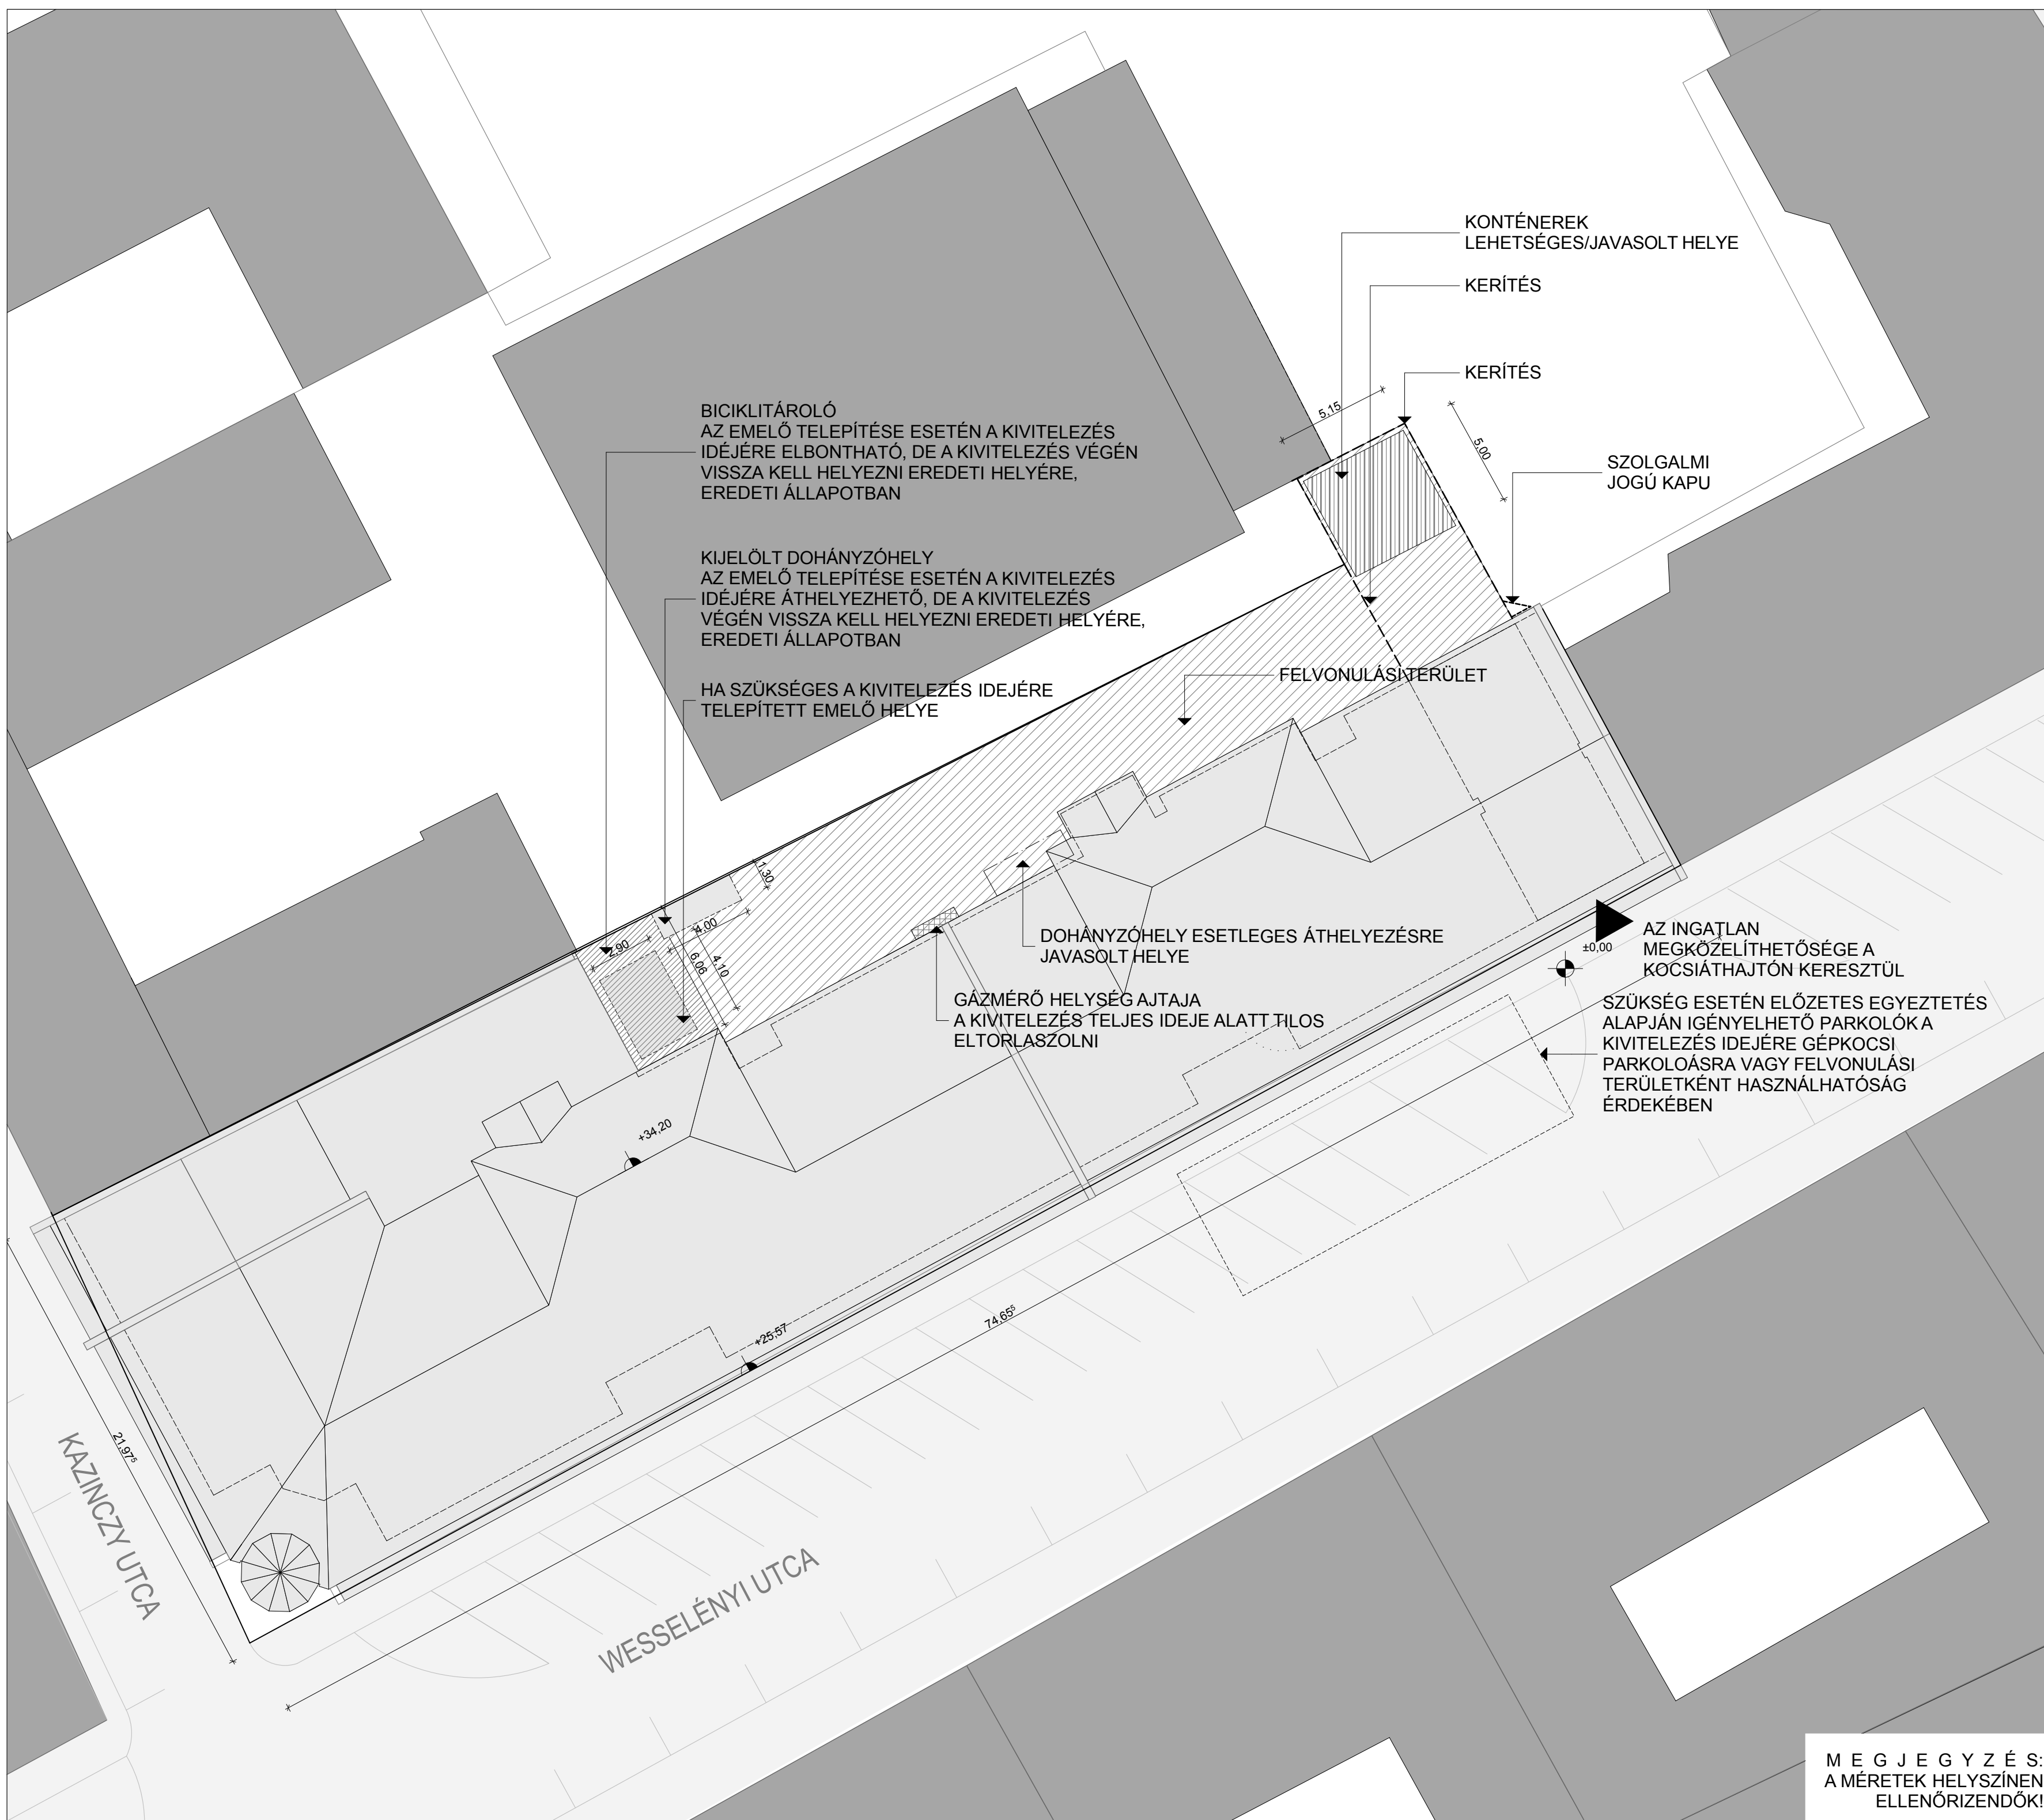 KONTÉNEREK
LEHETSÉGES/JAVASOLT HELYE
KERÍTÉS
KERÍTÉS
5,15
5,00
SZOLGALMI
JOGÚ KAPU
BICIKLITÁROLÓ
AZ EMELŐ TELEPÍTÉSE ESETÉN A KIVITELEZÉS
IDÉJÉRE ELBONTHATÓ, DE A KIVITELEZÉS VÉGÉN
VISSZA KELL HELYEZNI EREDETI HELYÉRE,
EREDETI ÁLLAPOTBAN
KIJELÖLT DOHÁNYZÓHELY
AZ EMELŐ TELEPÍTÉSE ESETÉN A KIVITELEZÉS
IDÉJÉRE ÁTHELYEZHETŐ, DE A KIVITELEZÉS
VÉGÉN VISSZA KELL HELYEZNI EREDETI HELYÉRE,
EREDETI ÁLLAPOTBAN
HA SZÜKSÉGES A KIVITELEZÉS IDEJÉRE
TELEPÍTETT EMELŐ HELYE
FELVONULÁSI TERÜLET
1,30
4,00
2,90
6,06
4,10
DOHÁNYZÓHELY ESETLEGES ÁTHELYEZÉSRE
JAVASOLT HELYE
GÁZMÉRŐ HELYSÉG AJTAJA
A KIVITELEZÉS TELJES IDEJE ALATT TILOS
ELTORLASZOLNI
±0,00
AZ INGATLAN
MEGKÖZELÍTHETŐSÉGE A
KOCSIÁTHAJTÓN KERESZTÜL
SZÜKSÉG ESETÉN ELŐZETES EGYEZTETÉS
ALAPJÁN IGÉNYELHETŐ PARKOLÓK A
KIVITELEZÉS IDEJÉRE GÉPKOCSI
PARKOLOÁSRA VAGY FELVONULÁSI
TERÜLETKÉNT HASZNÁLHATÓSÁG
ÉRDEKÉBEN
+34,20
+25,57
74,65⁵
21,97⁵
KAZINCZY UTCA
WESSELÉNYI UTCA
M E G J E G Y Z É S:
A MÉRETEK HELYSZÍNEN
ELLENŐRIZENDŐK!